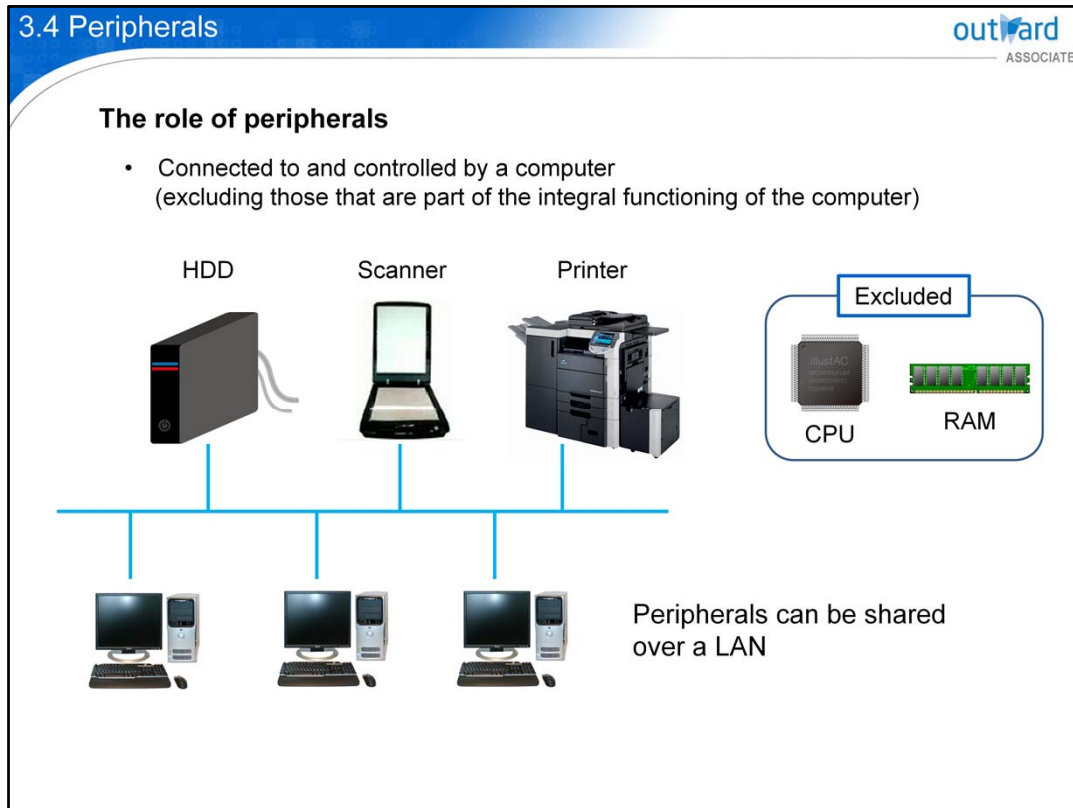 3.4 Peripherals
outward
ASSOCIATE
The role of peripherals
• Connected to and controlled by a computer
(excluding those that are part of the integral functioning of the computer)
HDD
Scanner
Printer
Excluded
illustAC
CPU
RAM
Peripherals can be shared
over a LAN